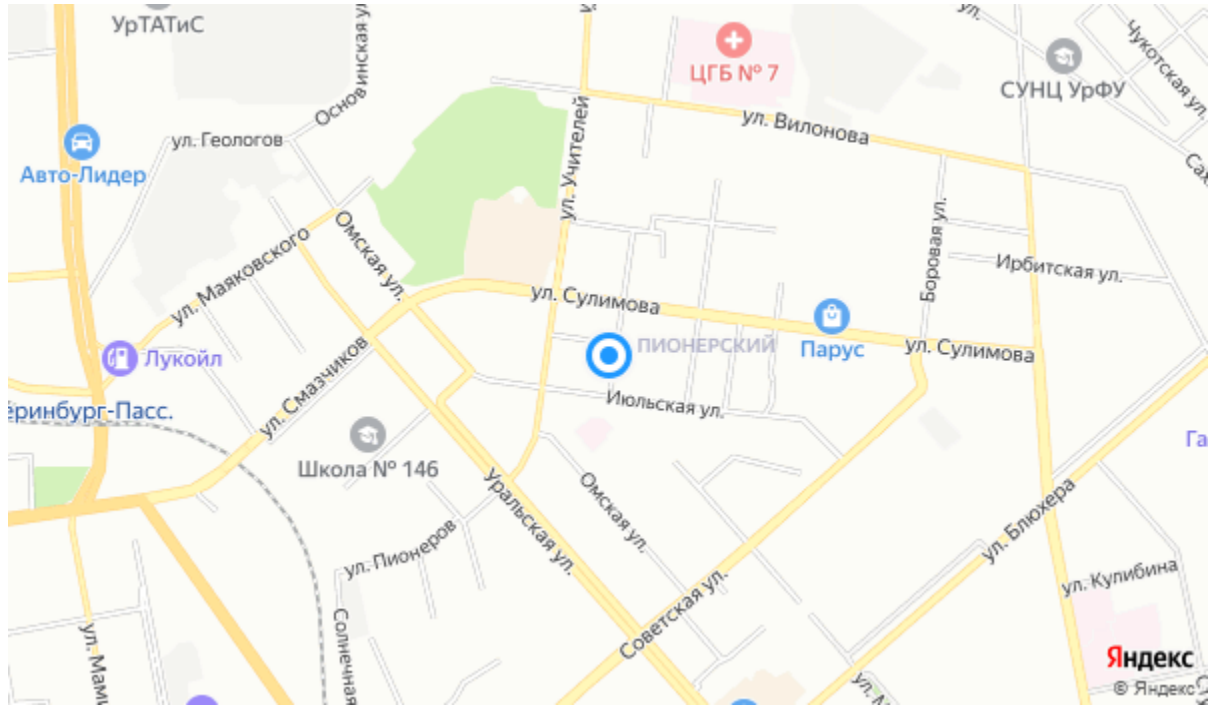 УрТАТиС
Основинская ул
ЦГБ № 7
СУНЦ УрФУ
Чукотская ул.
ул. Геологов
ул. Учителей
ул. Вилонова
Авто-Лидер
Омская ул.
ул. Маяковского
Боровая ул.
Ирбитская ул.
ул. Сулимова
ПИОНЕРСКИЙ
Парус
ул. Сулимова
Лукойл
ул. Смазчиков
Июльская ул.
еринбург-Пасс.
Га
Школа № 146
Уральская ул.
Омская ул.
ул. Блюхера
ул. Пионеров
ул. Кулибина
Советская ул.
Солнечная
ул. Мами
Яндекс
© Яндекс